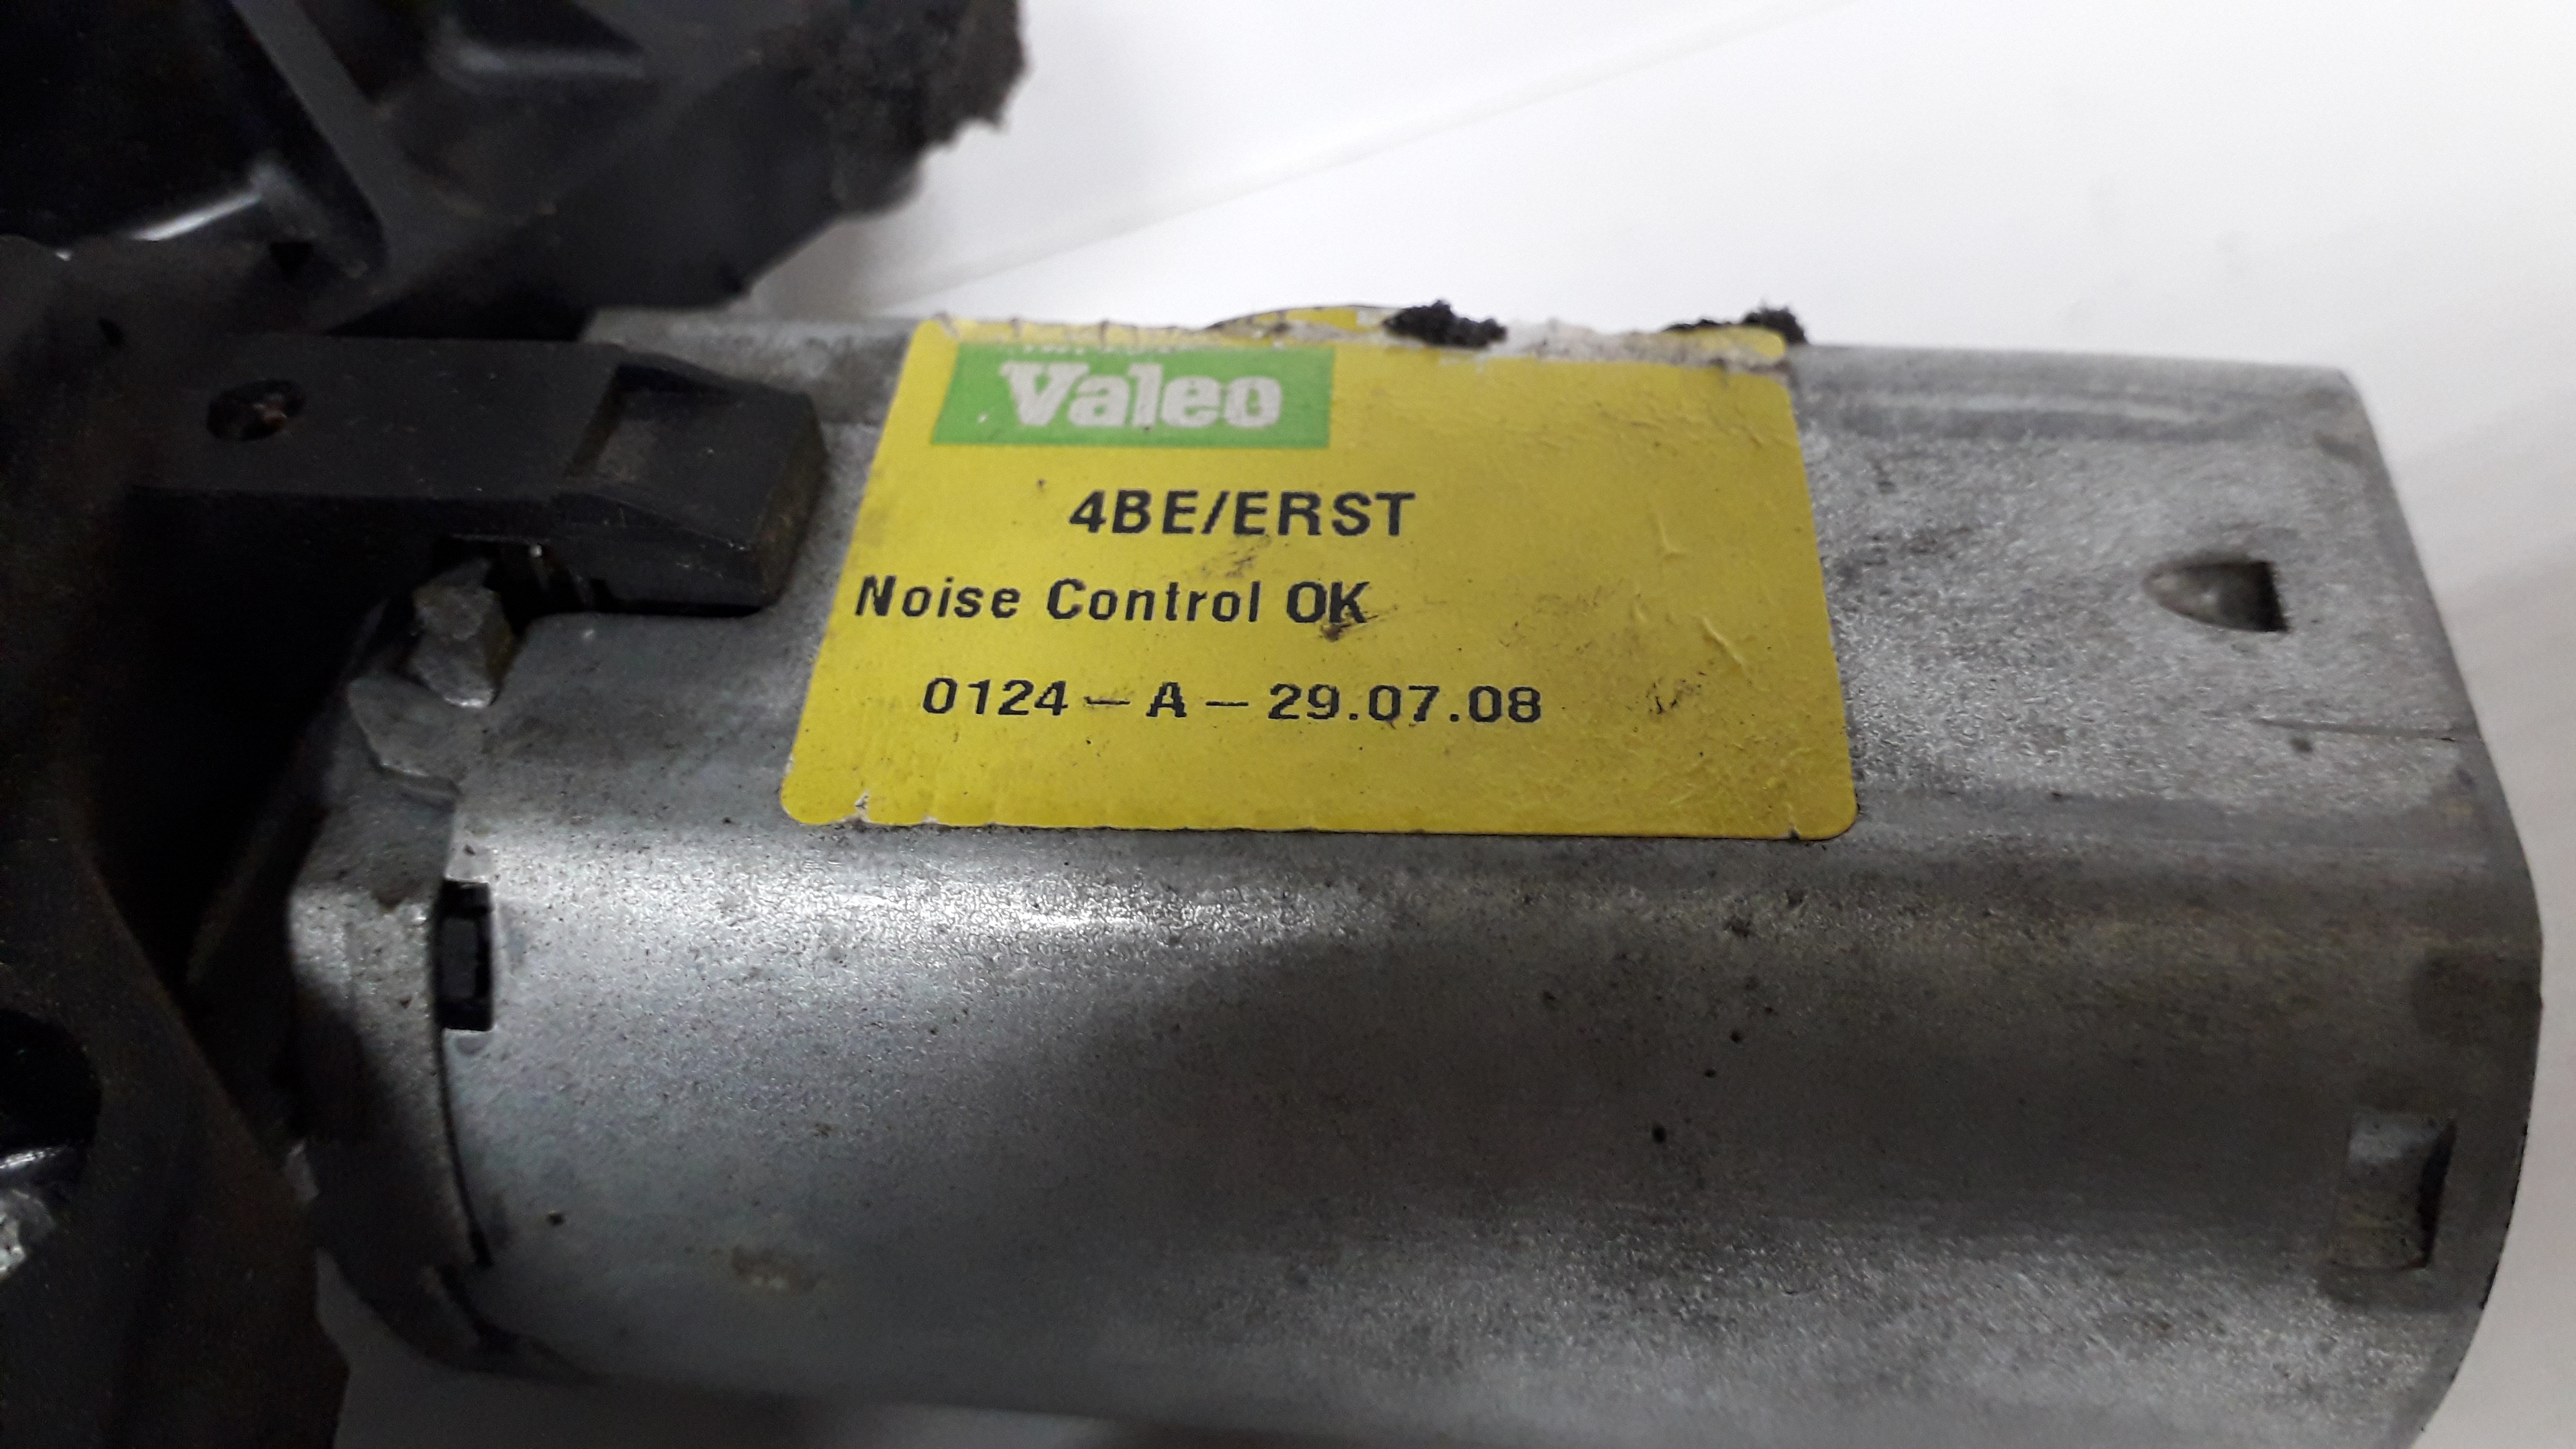 Valeo
4BE/ERST
Noise Control OK
0124 – A – 29.07.08